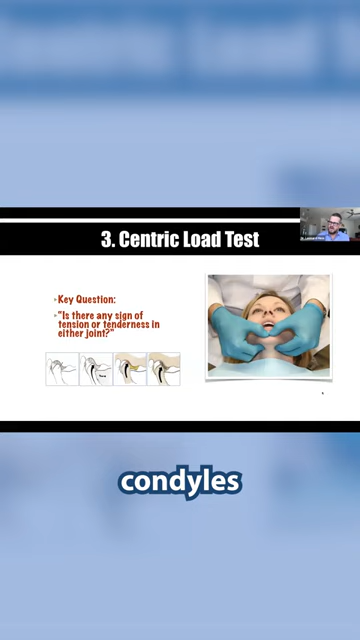 3. Centric Load Test
Key Question:
"Is there any sign of
tension or tenderness in
either joint?"
condyles